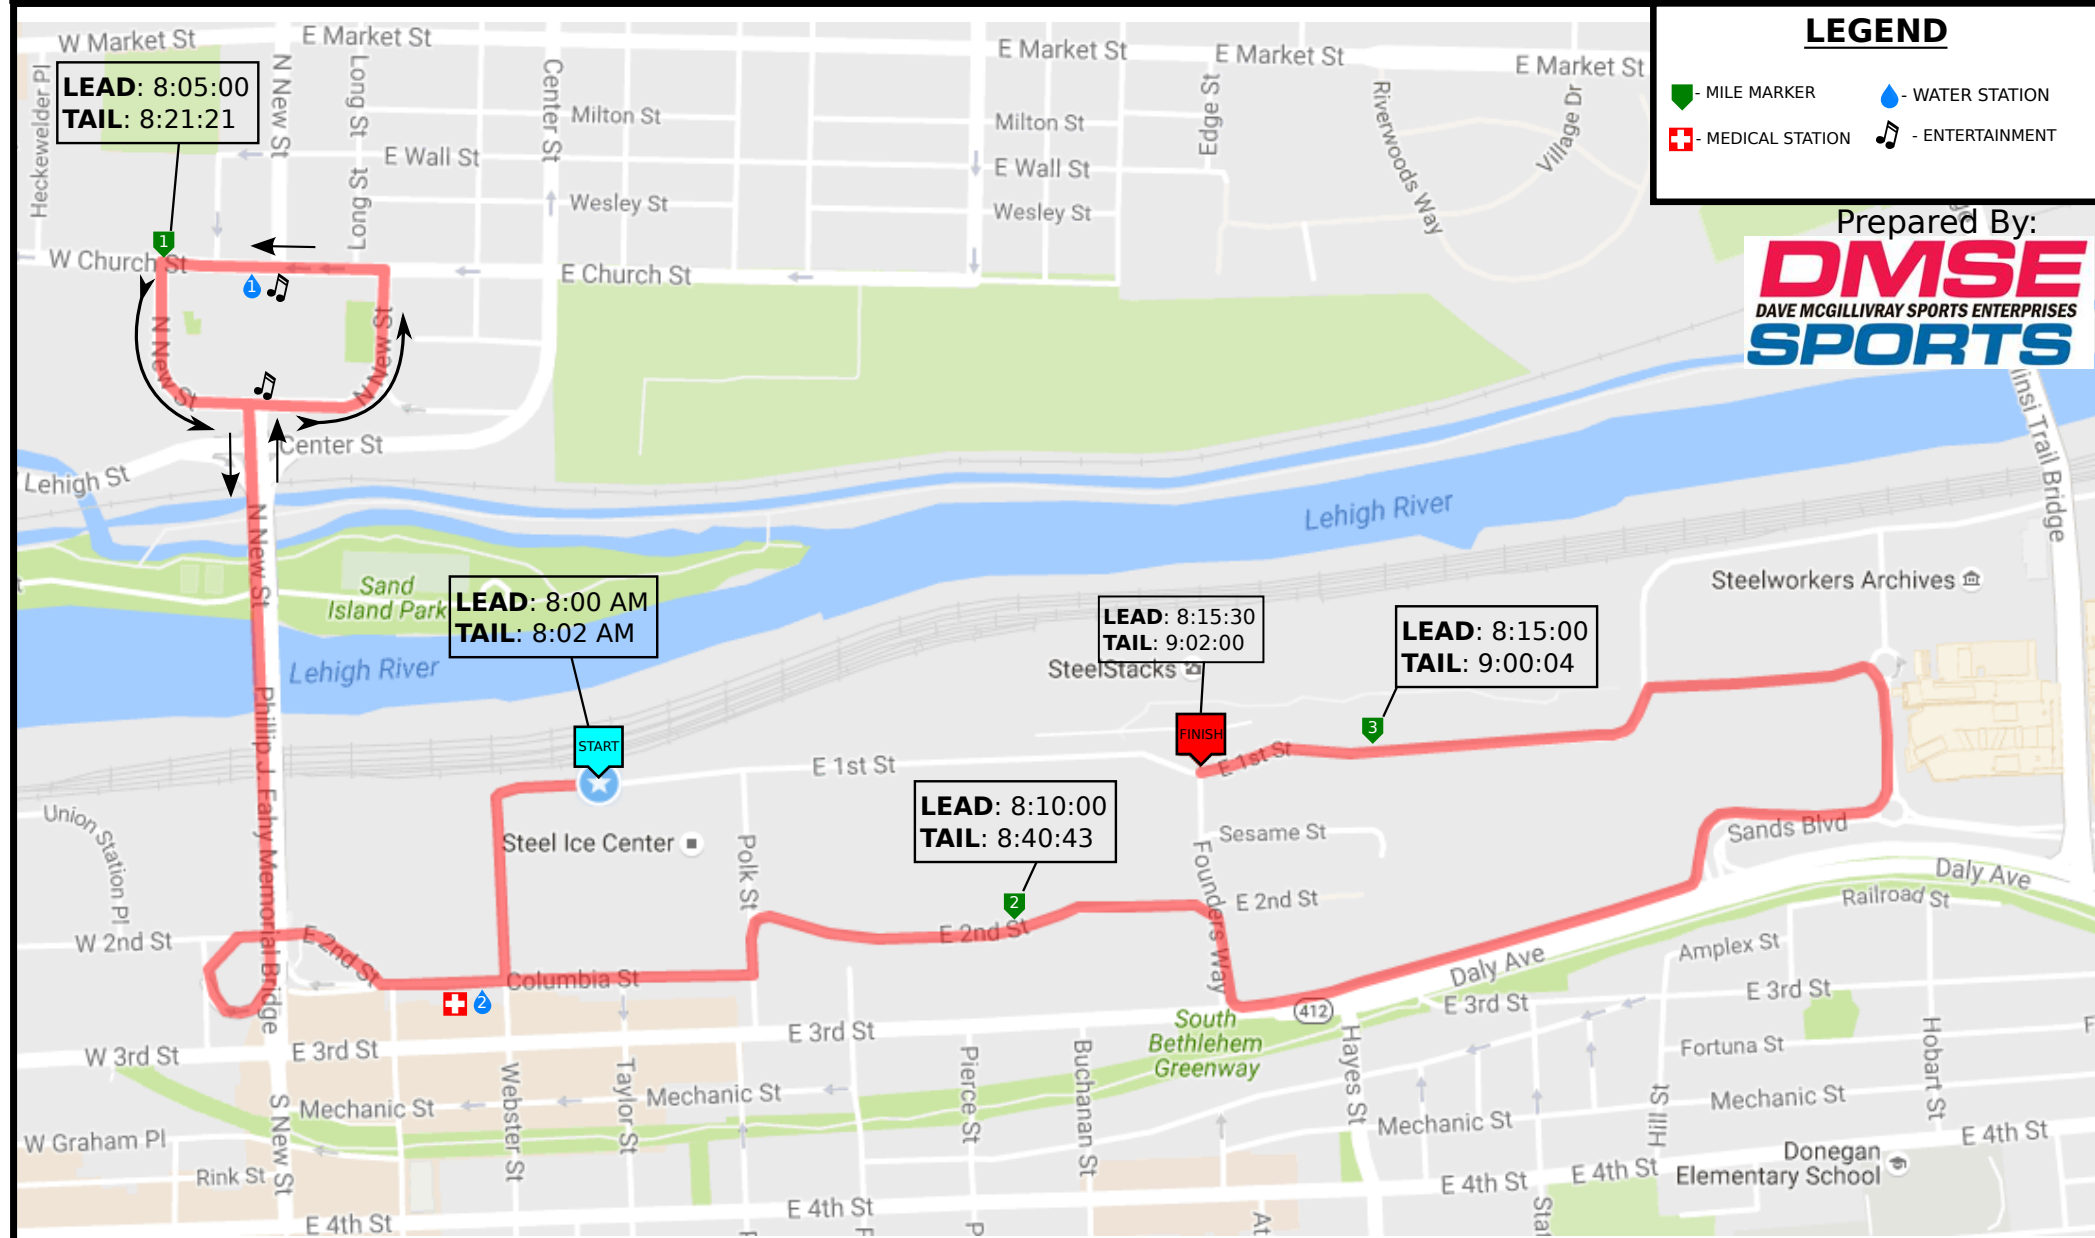 W Market St
E Market St
E Market St
E Market St
E Market St
LEGEND
- MILE MARKER
- WATER STATION
- MEDICAL STATION
- ENTERTAINMENT
Prepared By:
DMSE
DAVE MCGILLIVRAY SPORTS ENTERPRISES
SPORTS
LEAD: 8:05:00
TAIL: 8:21:21
Heckewelder Pl
N New St
Long St
Long St
Center St
Milton St
Milton St
Edge St
Riverwoods Way
Village Dr
E Wall St
E Wall St
Wesley St
Wesley St
1
W Church St
E Church St
1
N New St
N New St
Center St
Lehigh St
N New St
Lehigh River
Sand
Island Park
LEAD: 8:00 AM
TAIL: 8:02 AM
Lehigh River
Steelworkers Archives
LEAD: 8:15:30
TAIL: 9:02:00
SteelStacks
LEAD: 8:15:00
TAIL: 9:00:04
Phillip J. Fahy Memorial Bridge
START
FINISH
3
E 1st St
E 1st St
LEAD: 8:10:00
TAIL: 8:40:43
Union Station Pl
Steel Ice Center
Polk St
Sesame St
Sands Blvd
Founders Way
Daly Ave
Railroad St
2
E 2nd St
E 2nd St
W 2nd St
E 2nd St
Columbia St
2
Daly Ave
Amplex St
E 3rd St
E 3rd St
412
South
Bethlehem
Greenway
W 3rd St
E 3rd St
E 3rd St
Fortuna St
Hobart St
Webster St
Taylor St
Pierce St
Buchanan St
Hayes St
Hill St
S New St
Mechanic St
Mechanic St
Mechanic St
Mechanic St
W Graham Pl
Rink St
E 4th St
E 4th St
E 4th St
E 4th St
E 4th St
Donegan
Elementary School